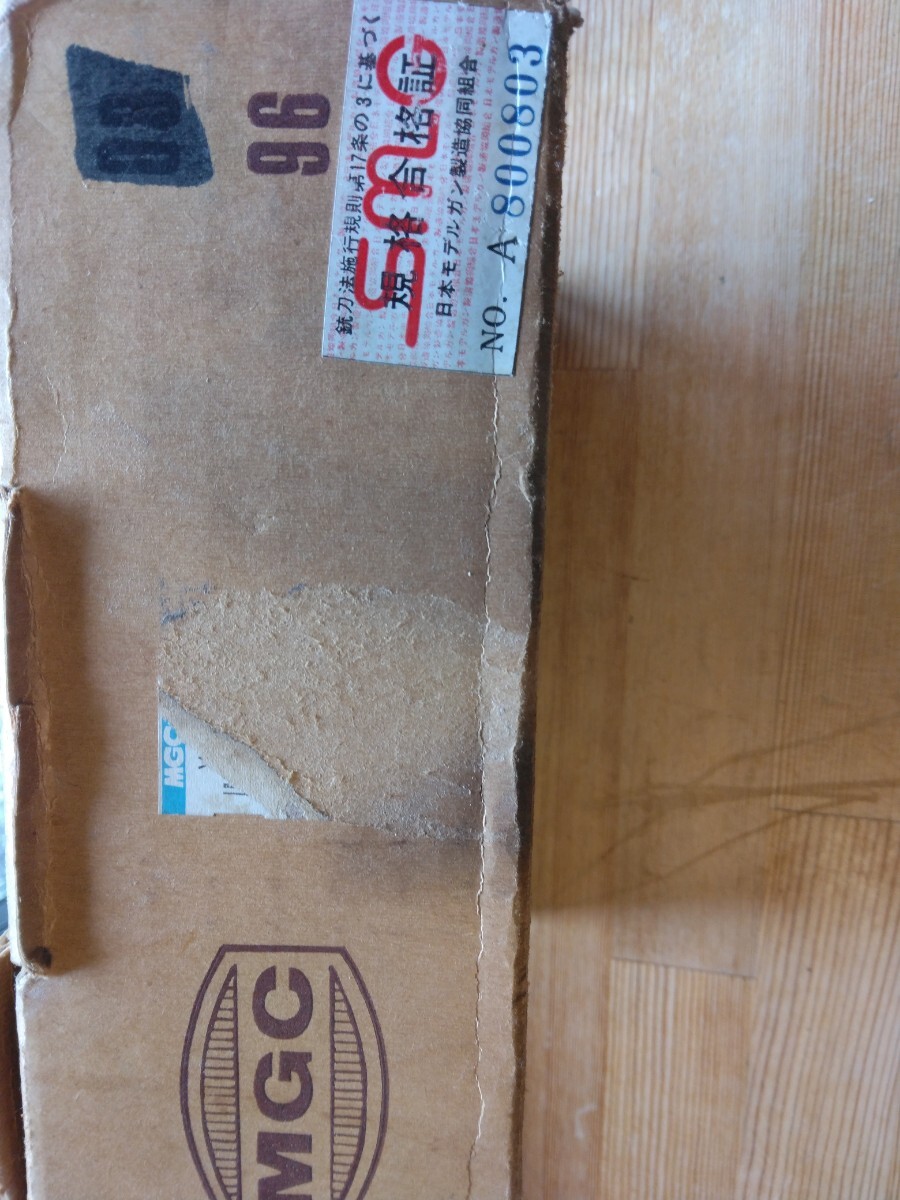 96
銃刀法施行規則第17条の3に基づく
smG
規格合格証
日本モデルガン製造協同組合
NO. A 800803
MGC
MGC